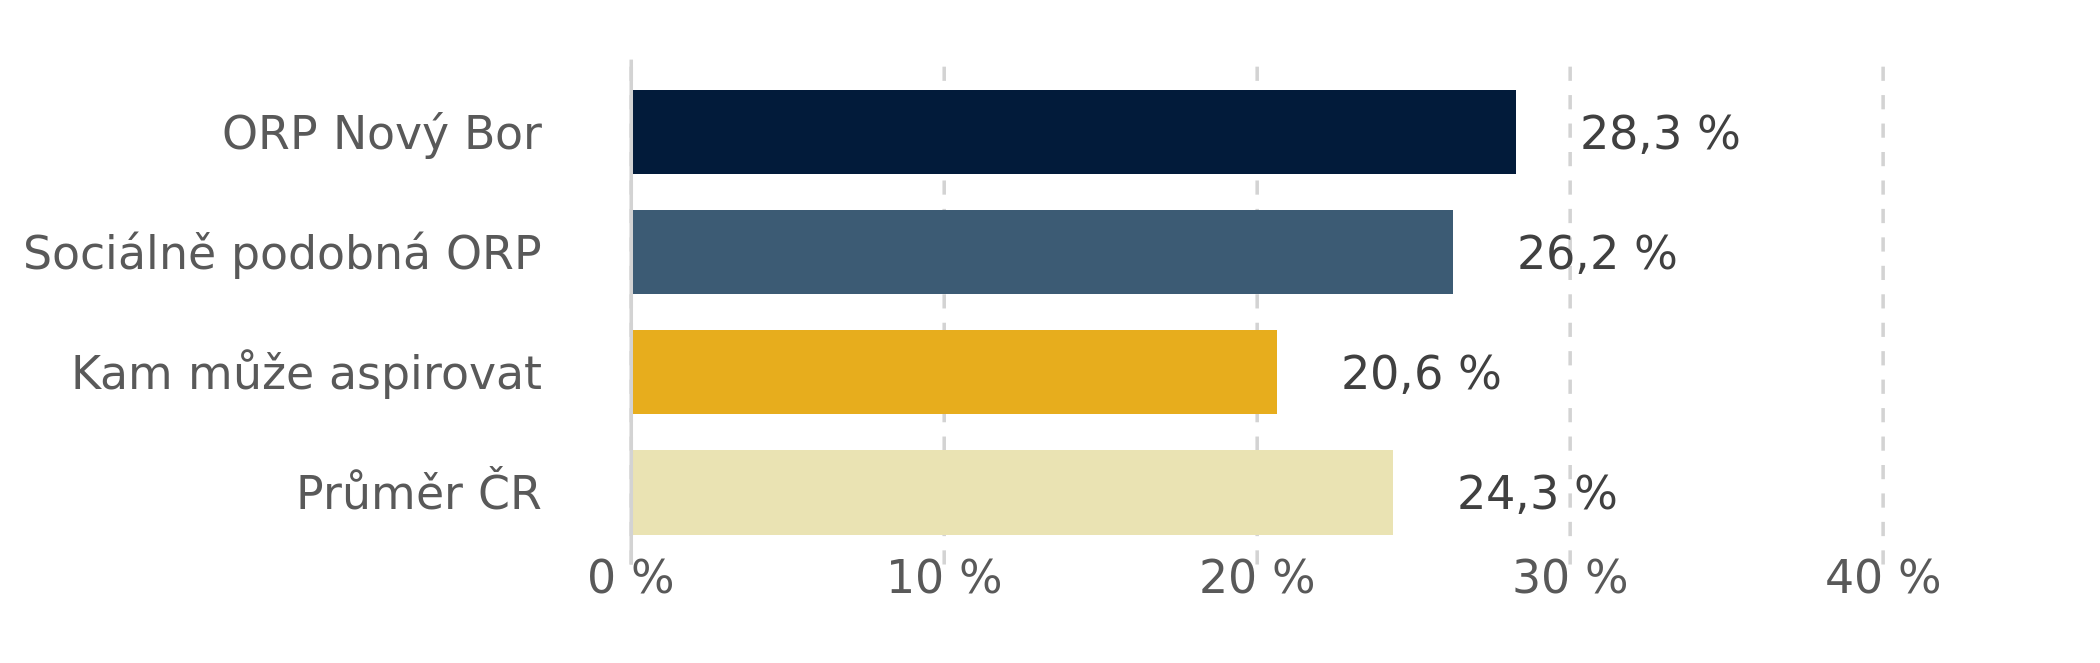 ORP Nový Bor 28,3 %
Sociálně podobná ORP 26,2 %
Kam může aspirovat 20,6 %
Průměr ČR 24,3 %
0 % 10 % 20 % 30 % 40 %